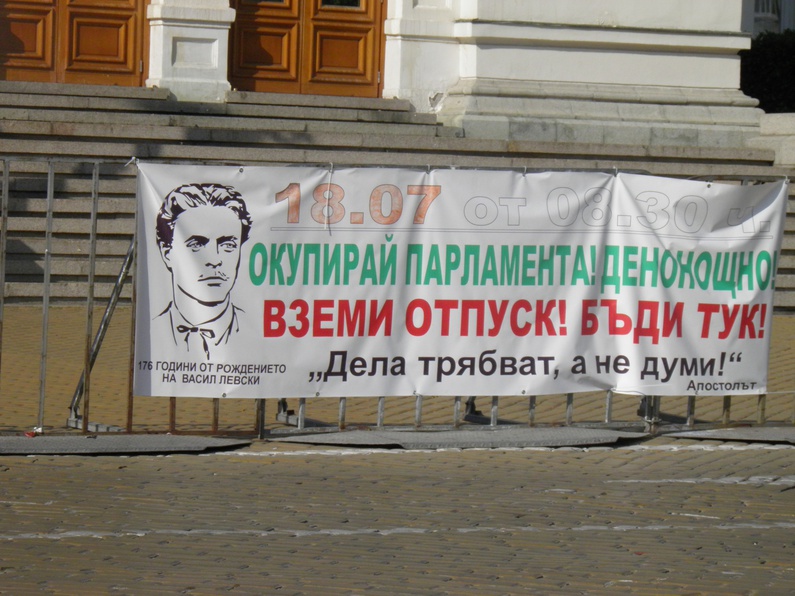 18.07 от 08.30 ч.
ОКУПИРАЙ ПАРЛАМЕНТА! ДЕНОНОЩНО!
ВЗЕМИ ОТПУСК! БЪДИ ТУК!
176 ГОДИНИ ОТ РОЖДЕНИЕТО
НА ВАСИЛ ЛЕВСКИ
„Дела трябват, а не думи!“
Апостолът